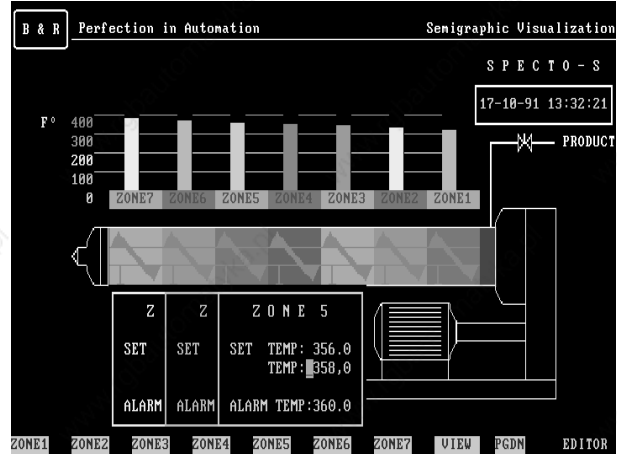 B & R Perfection in Automation Semigraphic Visualization
S P E C T O - S
17-10-91 13:32:21
F° 400
300
200
100
0
PRODUCT
ZONE7 ZONE6 ZONE5 ZONE4 ZONE3 ZONE2 ZONE1
Z Z Z O N E 5
SET SET SET TEMP: 356.0
TEMP: 358,0
ALARM ALARM ALARM TEMP:360.0
ZONE1 ZONE2 ZONE3 ZONE4 ZONE5 ZONE6 ZONE7 VIEW PGDN EDITOR